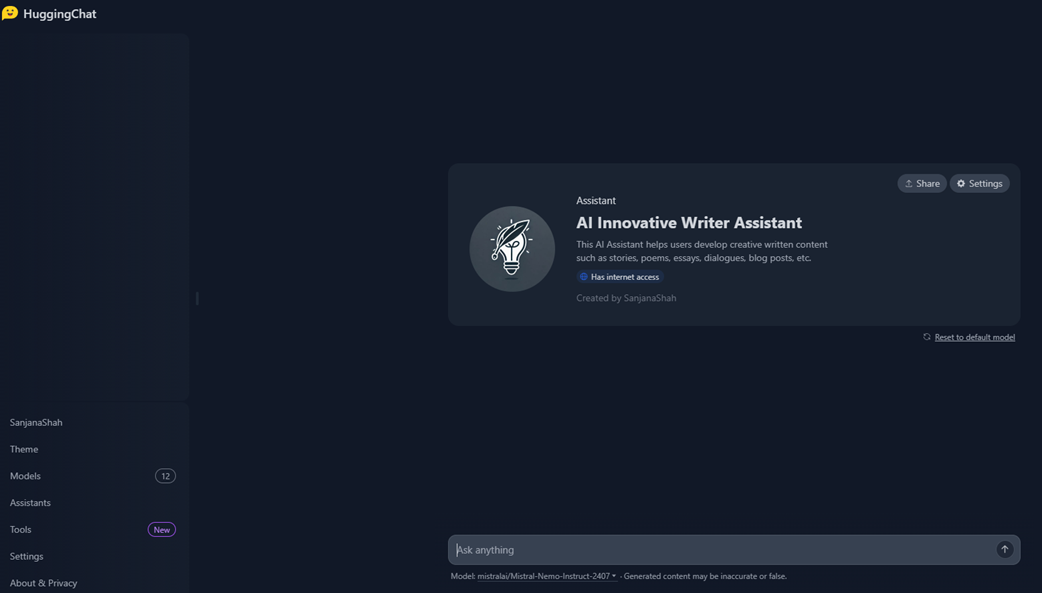 HuggingChat
SanjanaShah
Theme
Models 12
Assistants
Tools New
Settings
About & Privacy
Share Settings
Assistant
AI Innovative Writer Assistant
This AI Assistant helps users develop creative written content
such as stories, poems, essays, dialogues, blog posts, etc.
Has internet access
Created by SanjanaShah
Reset to default model
Ask anything
Model: mistralai/Mistral-Nemo-Instruct-2407 · Generated content may be inaccurate or false.